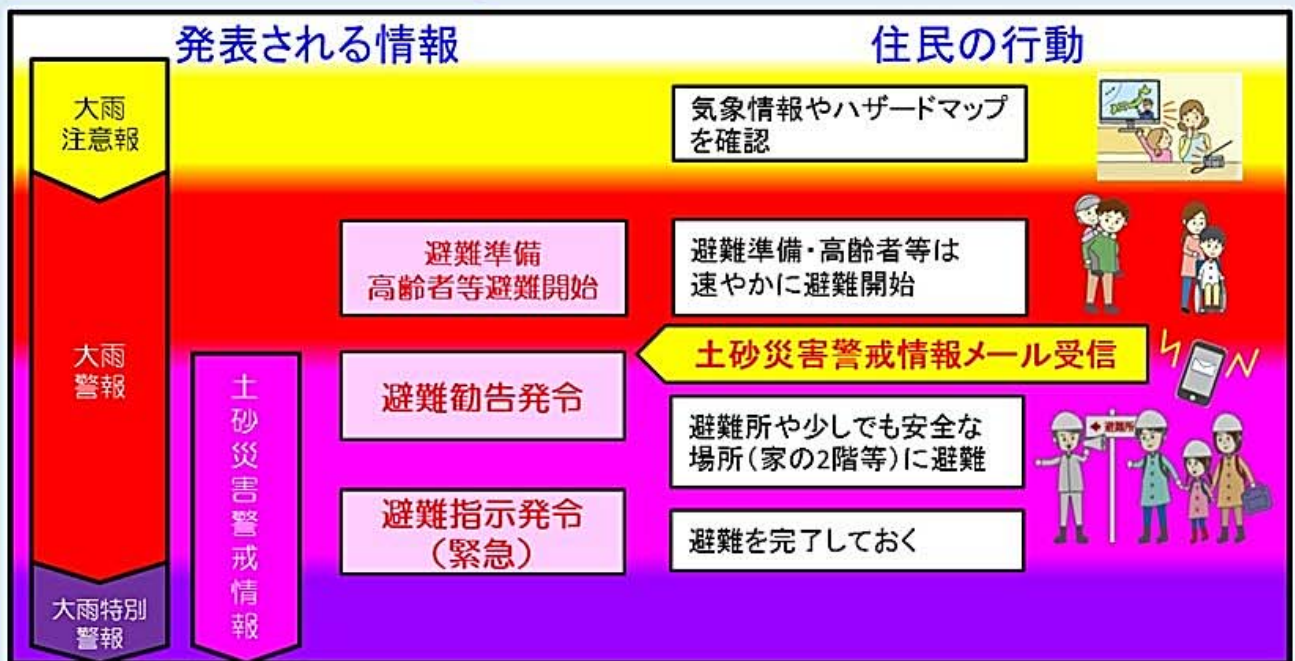 発表される情報
住民の行動
大雨
注意報
気象情報やハザードマップ
を確認
大雨
警報
避難準備
高齢者等避難開始
避難準備・高齢者等は
速やかに避難開始
土砂災害警戒情報メール受信
土砂災害警戒情報
避難勧告発令
避難所や少しでも安全な
場所(家の2階等)に避難
避難所
避難指示発令
(緊急)
避難を完了しておく
大雨特別
警報